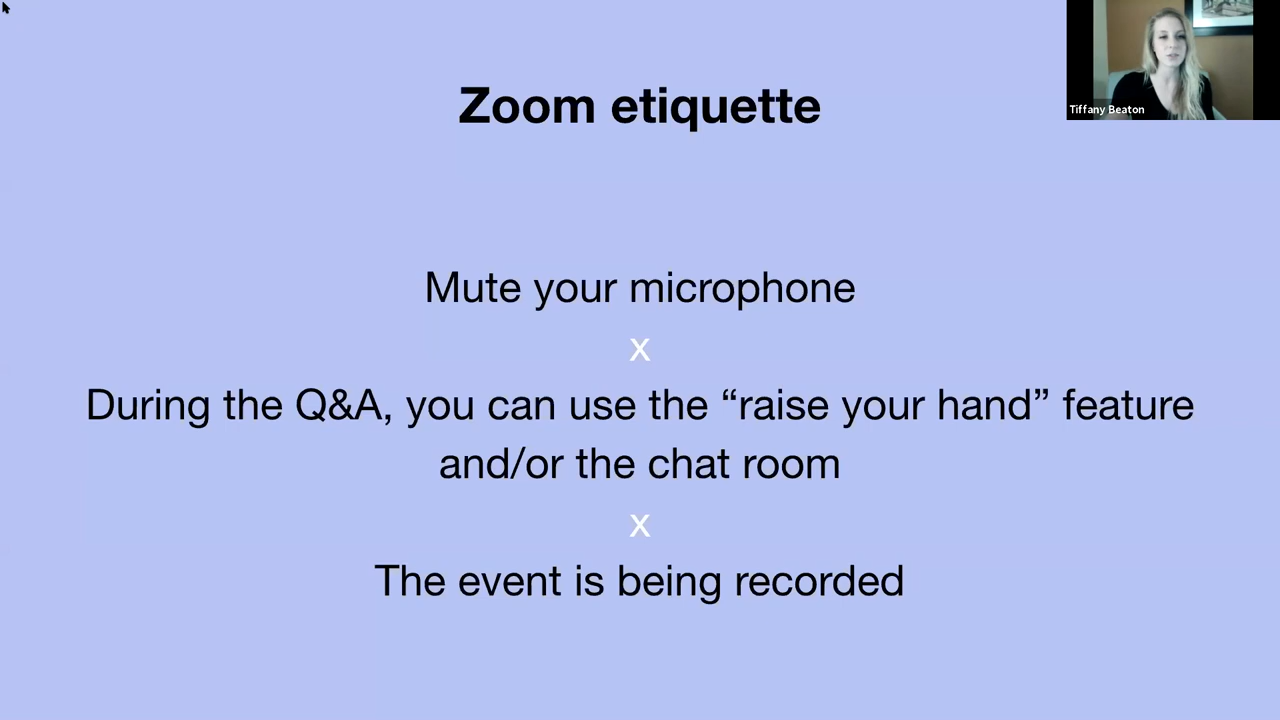 Zoom etiquette
Tiffany Beaton
Mute your microphone
x
During the Q&A, you can use the “raise your hand” feature
and/or the chat room
x
The event is being recorded